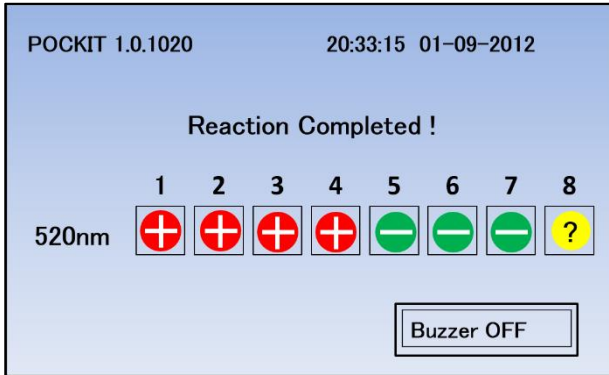 POCKIT 1.0.1020 20:33:15 01-09-2012
Reaction Completed !
1 2 3 4 5 6 7 8
520nm + + + + − − − ?
Buzzer OFF